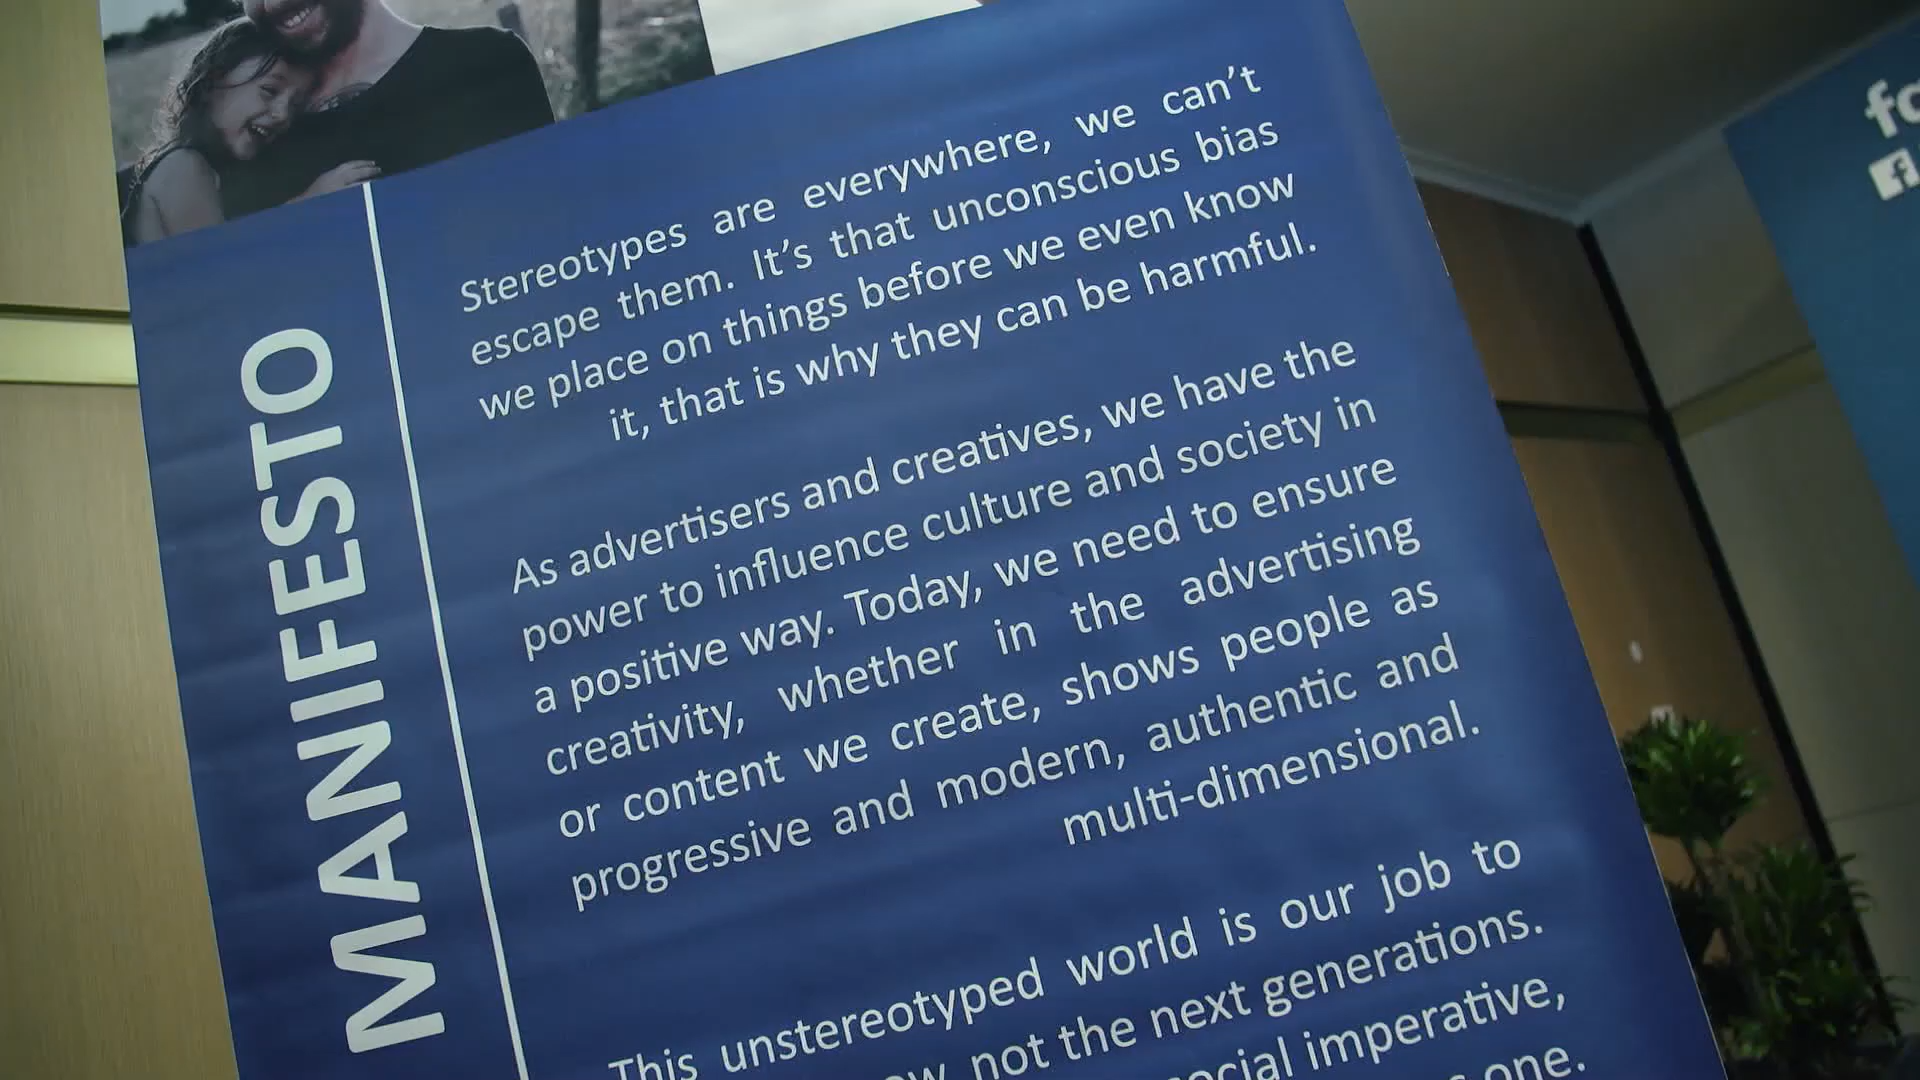 MANIFESTO
Stereotypes are everywhere, we can't
escape them. It's that unconscious bias
we place on things before we even know
it, that is why they can be harmful.
As advertisers and creatives, we have the
power to influence culture and society in
a positive way. Today, we need to ensure
creativity, whether in the advertising
or content we create, shows people as
progressive and modern, authentic and
multi-dimensional.
This unstereotyped world is our job to
not the next generations.
imperative,
one.